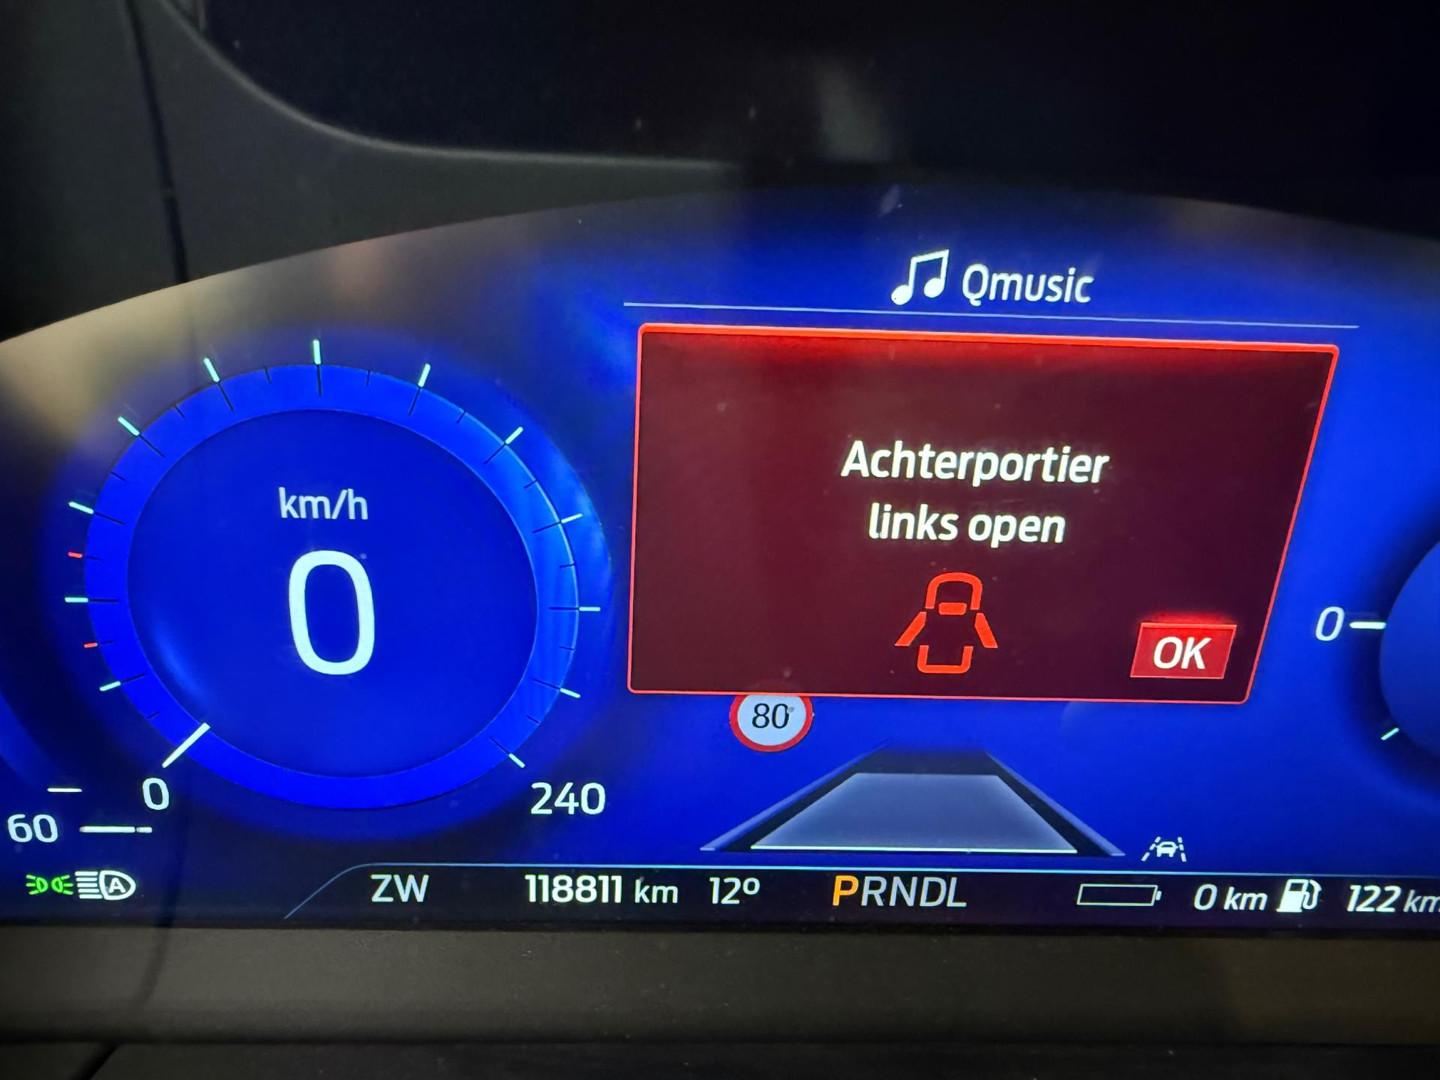 Qmusic
Achterportier
links open
OK
km/h
0
0
240
60
80
0
A
ZW
118811 km
12º
PRNDL
0 km
122 km